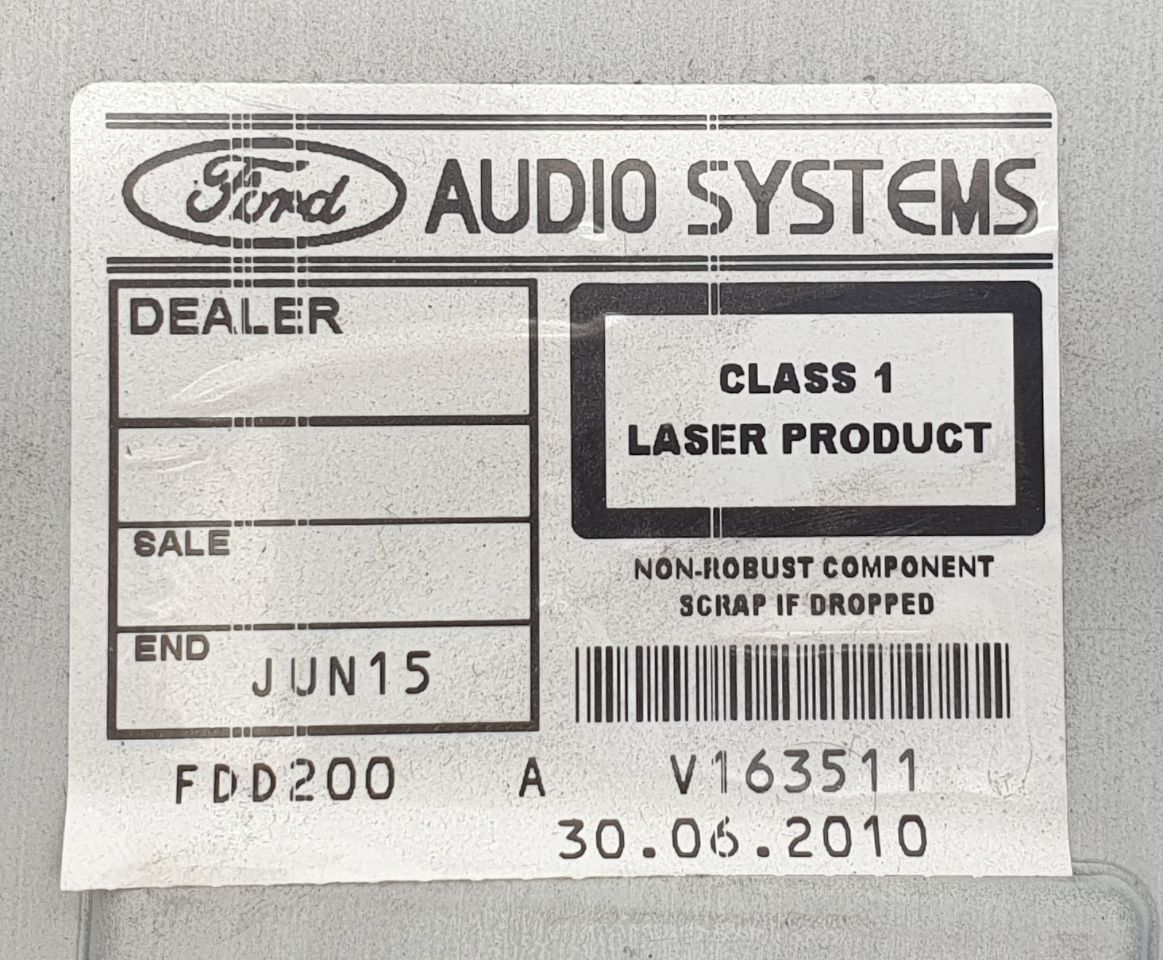 Ford AUDIO SYSTEMS
DEALER
CLASS 1
LASER PRODUCT
SALE
NON-ROBUST COMPONENT
SCRAP IF DROPPED
END JUN15
FDD200 A V163511
30.06.2010